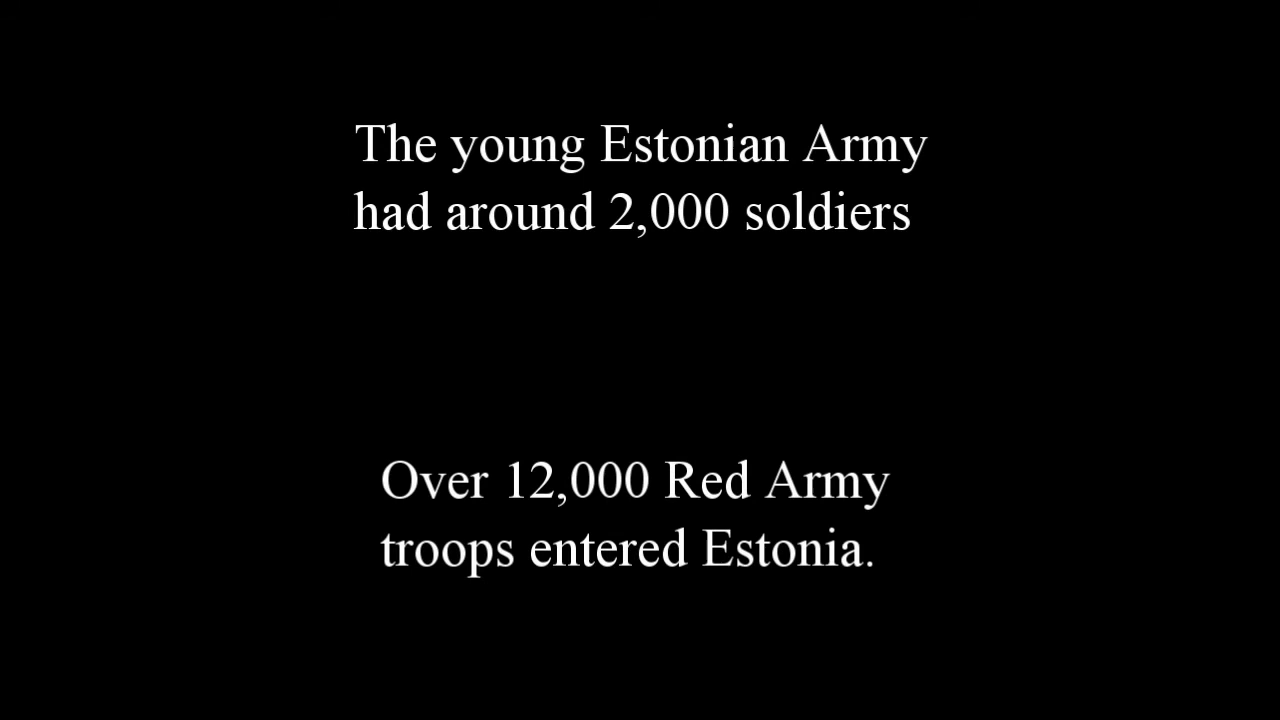 The young Estonian Army
had around 2,000 soldiers
Over 12,000 Red Army
troops entered Estonia.